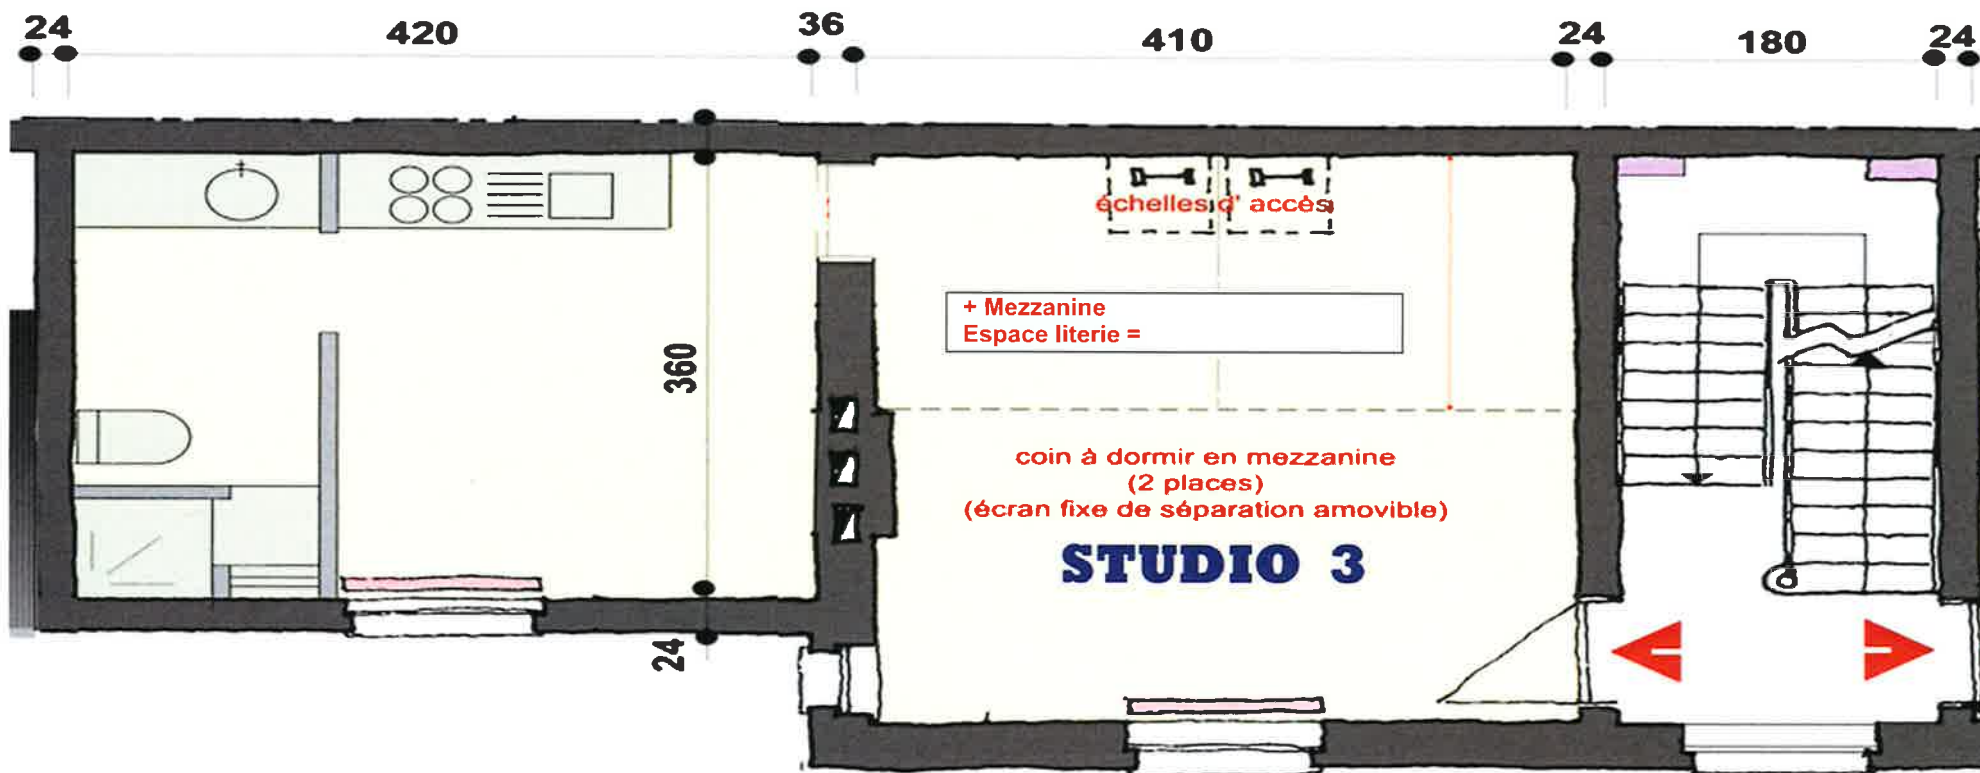 24 420 36 410 24 180 24
échelles d' accès
+ Mezzanine
Espace literie =
360
coin à dormir en mezzanine
(2 places)
(écran fixe de séparation amovible)
STUDIO 3
24